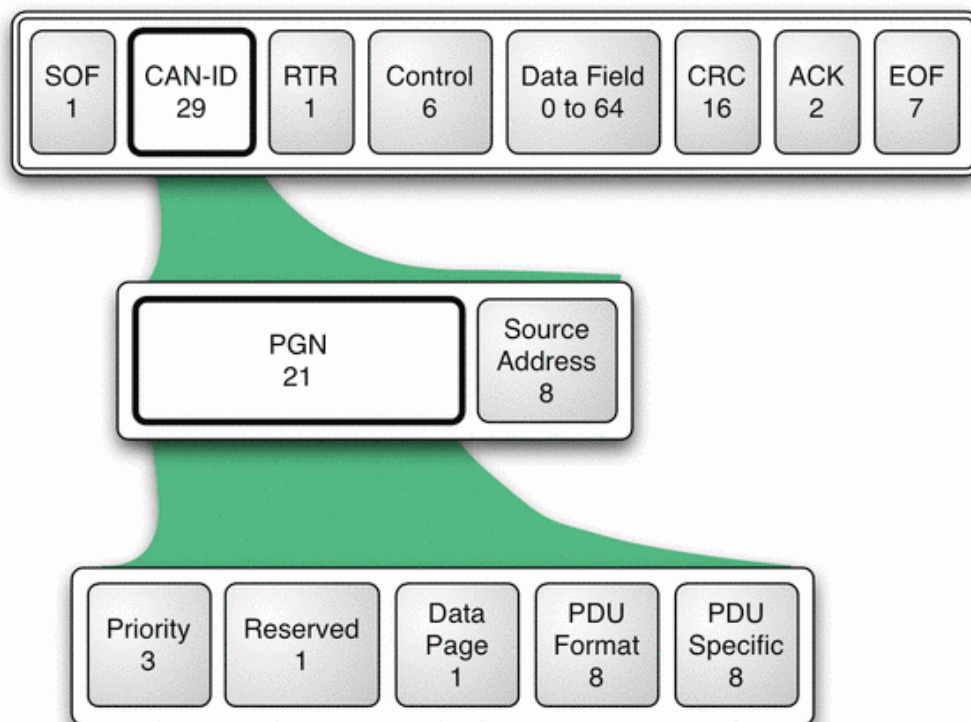 SOF
1
CAN-ID
29
RTR
1
Control
6
Data Field
0 to 64
CRC
16
ACK
2
EOF
7
PGN
21
Source
Address
8
Priority
3
Reserved
1
Data
Page
1
PDU
Format
8
PDU
Specific
8